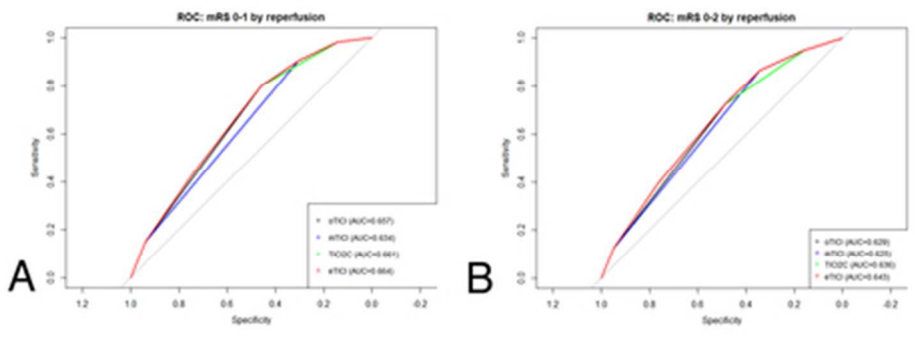 ROC: mRS 0-1 by reperfusion
Sensitivity
1.0
0.8
0.6
0.4
0.2
0.0
oTICI (AUC=0.657)
mTICI (AUC=0.634)
TICI2C (AUC=0.661)
eTICI (AUC=0.664)
1.2 1.0 0.8 0.6 0.4 0.2 0.0 -0.2
Specificity
A
ROC: mRS 0-2 by reperfusion
Sensitivity
1.0
0.8
0.6
0.4
0.2
0.0
oTICI (AUC=0.629)
mTICI (AUC=0.625)
TICI2C (AUC=0.636)
eTICI (AUC=0.643)
1.2 1.0 0.8 0.6 0.4 0.2 0.0 -0.2
Specificity
B